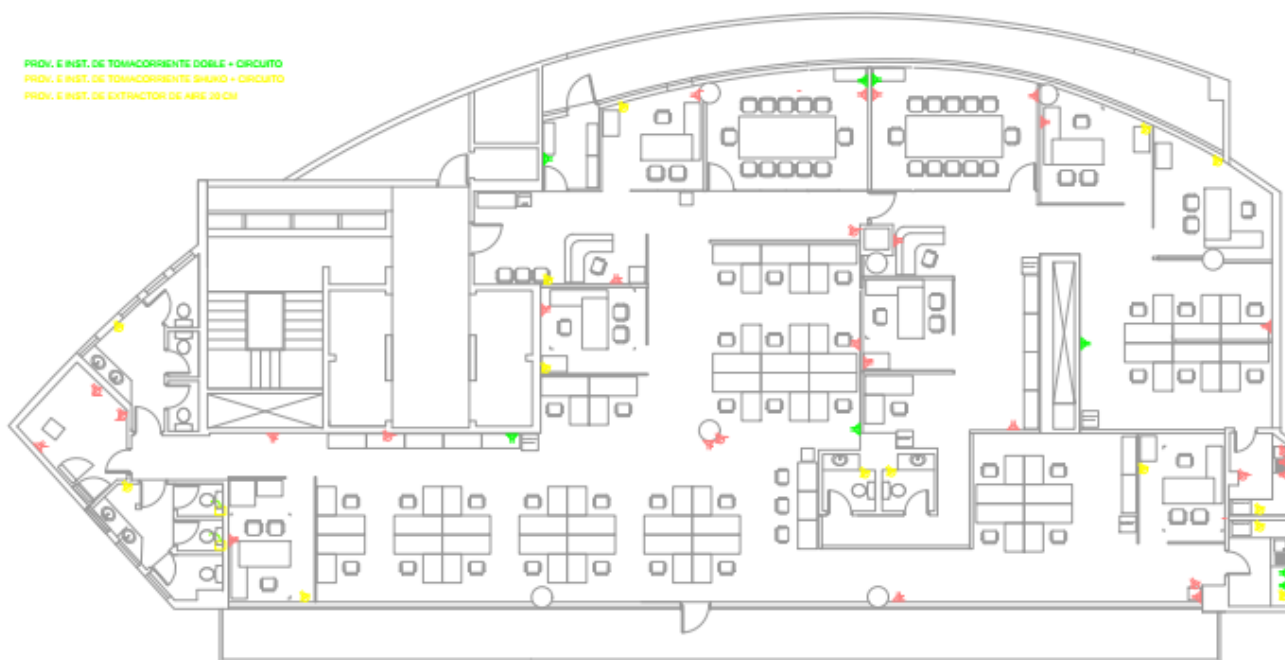 PROV. E INST. DE TOMACORRIENTE DOBLE + CIRCUITO
PROV. E INST. DE TOMACORRIENTE SHUKO + CIRCUITO
PROV. E INST. DE EXTRACTOR DE AIRE 20 CM